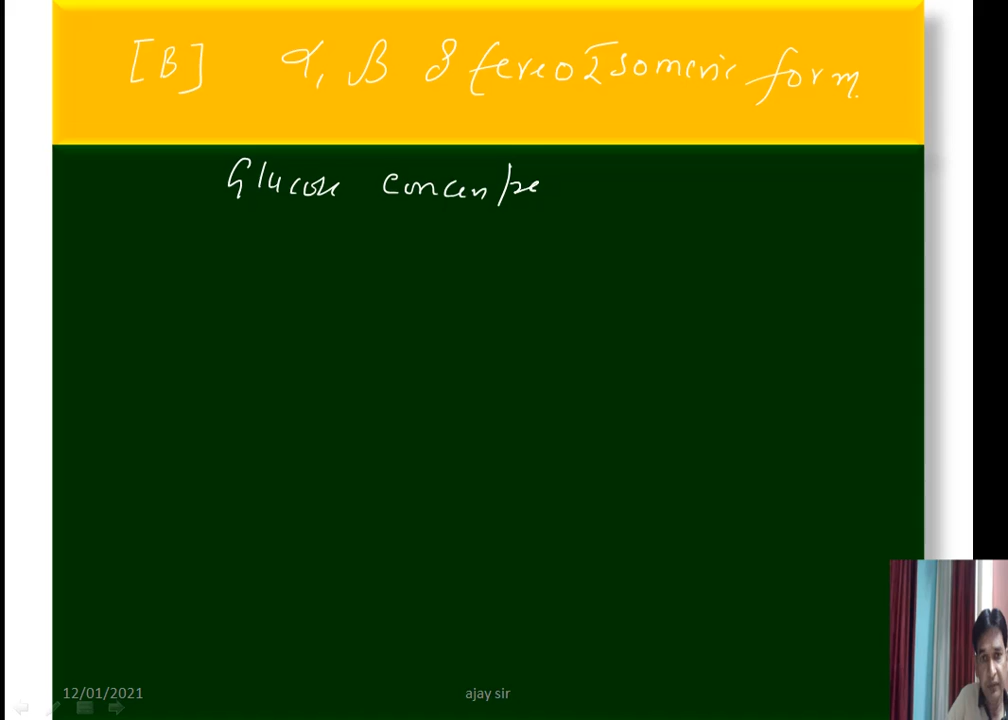 [B] α, β StereoIsomeric form.
Glucose concentre
12/01/2021
ajay sir